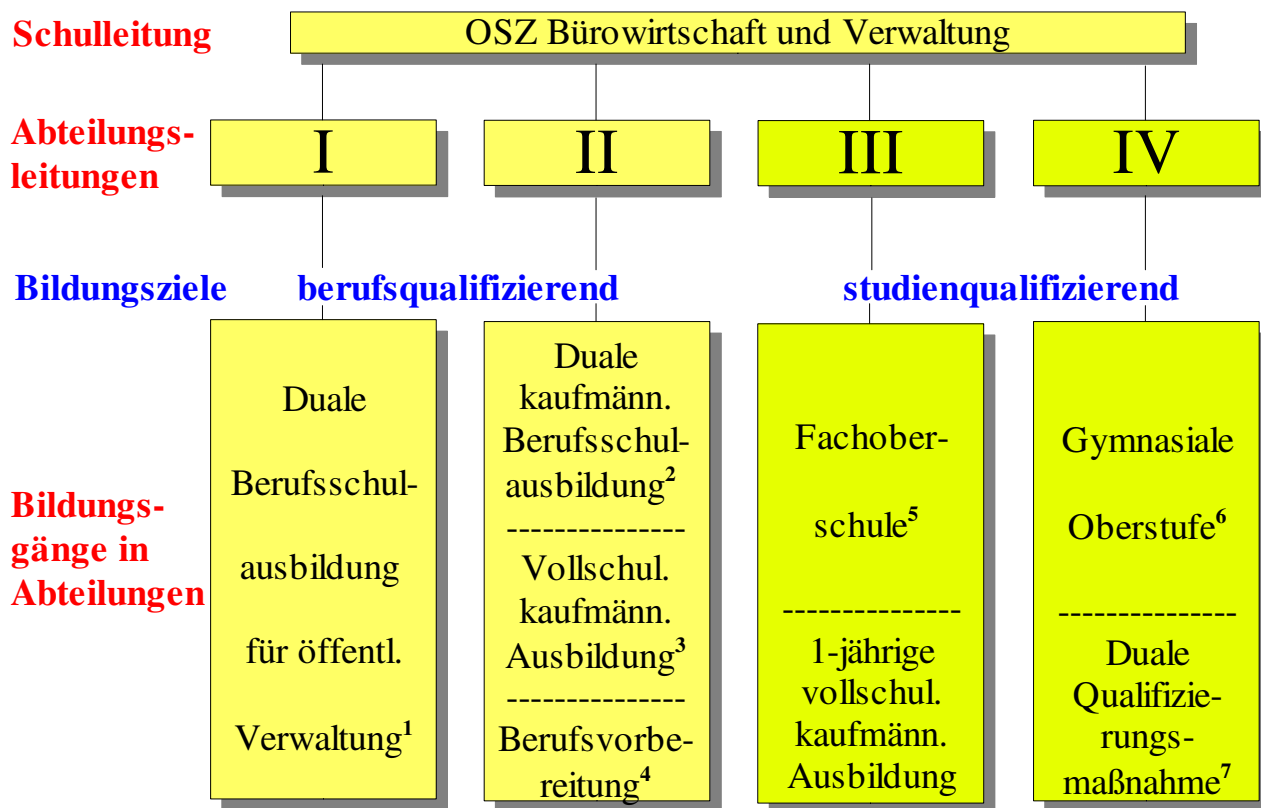 Schulleitung
OSZ Bürowirtschaft und Verwaltung
Abteilungs-
leitungen
I
II
III
IV
Bildungsziele
berufsqualifizierend
studienqualifizierend
Bildungs-
gänge in
Abteilungen
Duale
Berufsschul-
ausbildung
für öffentl.
Verwaltung¹
Duale
kaufmänn.
Berufsschul-
ausbildung²
---------------
Vollschul.
kaufmänn.
Ausbildung³
---------------
Berufsvorbe-
reitung⁴
Fachober-
schule⁵
---------------
1-jährige
vollschul.
kaufmänn.
Ausbildung
Gymnasiale
Oberstufe⁶
---------------
Duale
Qualifizie-
rungs-
maßnahme⁷